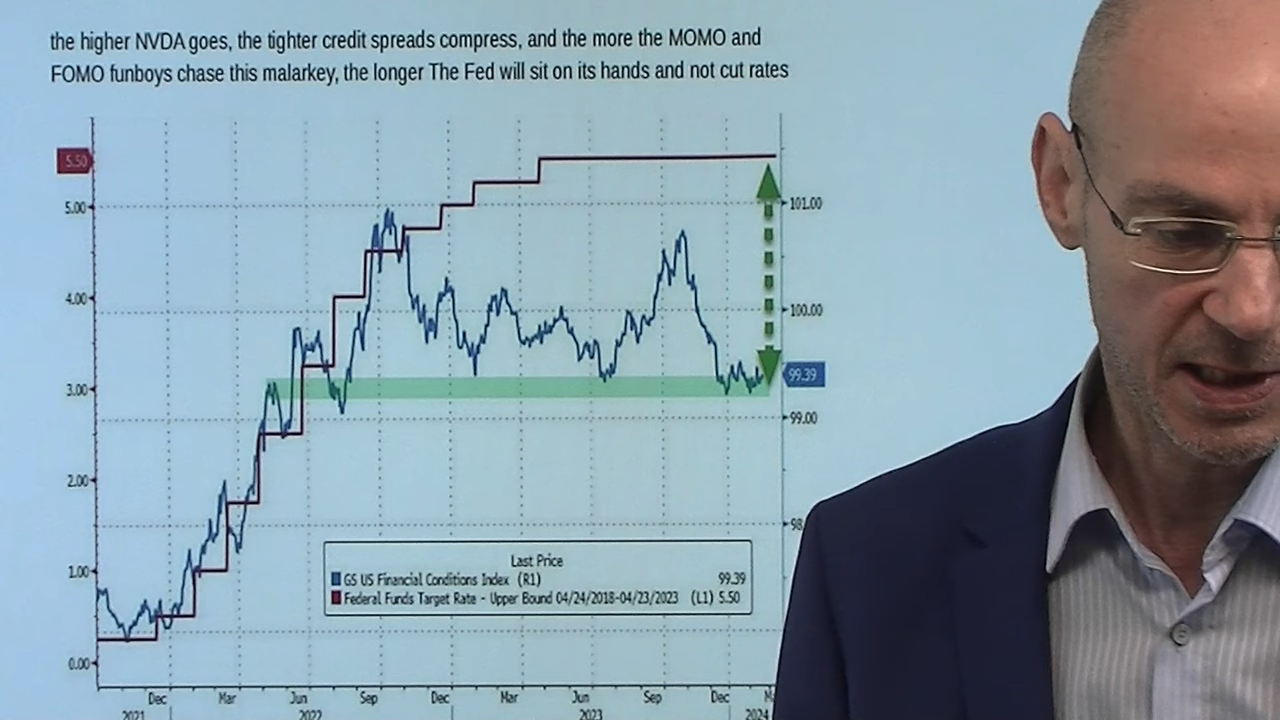 the higher NVDA goes, the tighter credit spreads compress, and the more the MOMO and
FOMO funboys chase this malarkey, the longer The Fed will sit on its hands and not cut rates
5.50
5.00
4.00
3.00
2.00
1.00
0.00
101.00
100.00
99.39
99.00
98
Last Price
GS US Financial Conditions Index (R1) 99.39
Federal Funds Target Rate - Upper Bound 04/24/2018-04/23/2023 (L1) 5.50
Dec Mar Jun Sep Dec Mar Jun Sep Dec
2021 2022 2023 2024